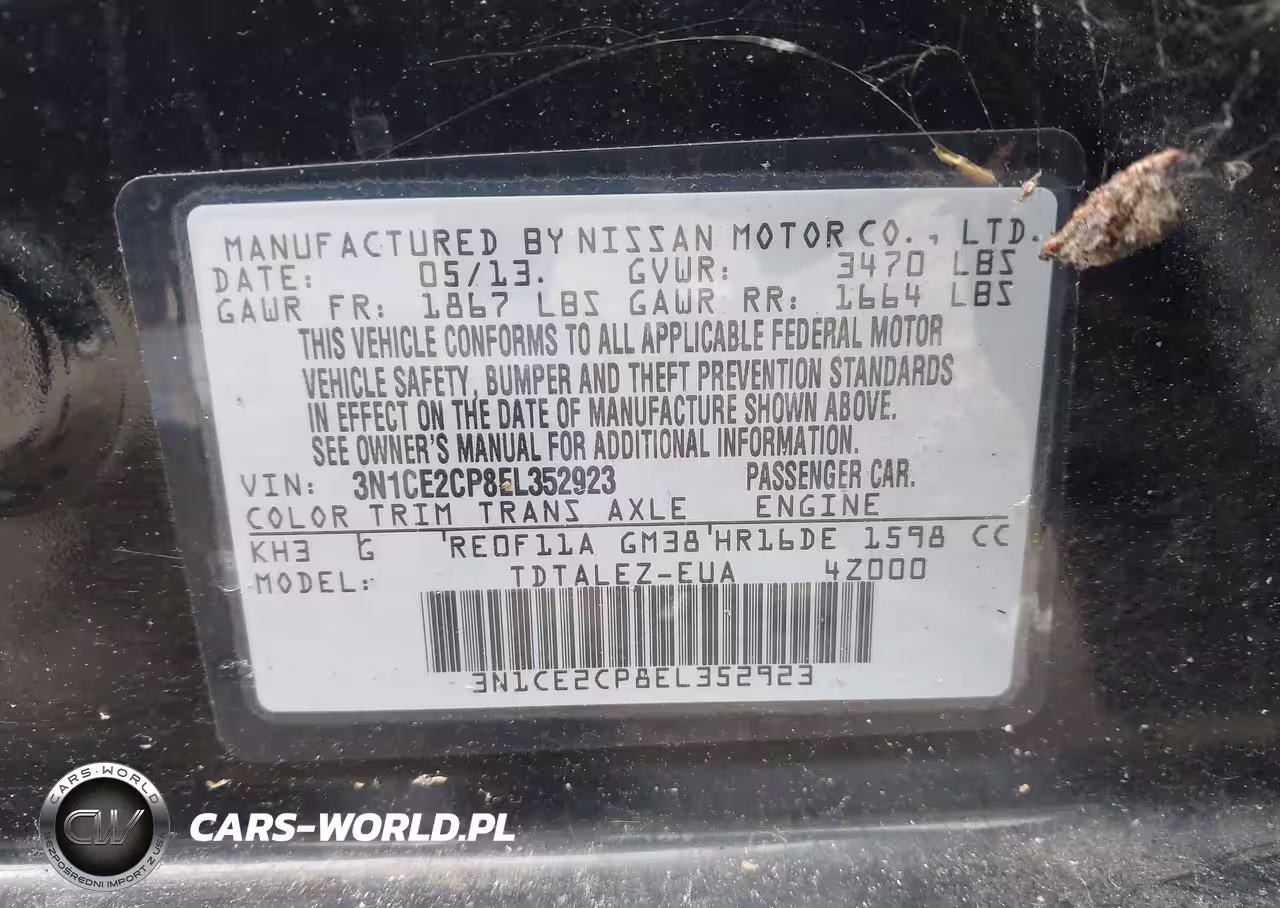 MANUFACTURED BY NISSAN MOTOR CO., LTD.
DATE: 05/13. GVWR: 3470 LBS
GAWR FR: 1867 LBS GAWR RR: 1664 LBS
THIS VEHICLE CONFORMS TO ALL APPLICABLE FEDERAL MOTOR
VEHICLE SAFETY, BUMPER AND THEFT PREVENTION STANDARDS
IN EFFECT ON THE DATE OF MANUFACTURE SHOWN ABOVE.
SEE OWNER'S MANUAL FOR ADDITIONAL INFORMATION.
VIN: 3N1CE2CP8EL352923 PASSENGER CAR.
COLOR TRIM TRANS AXLE ENGINE
KH3 G RE0F11A GM38 HR16DE 1598 CC
MODEL: TDTALEZ-EUA 4Z000
3N1CE2CP8EL352923
CARS-WORLD
CW
BEZPOŚREDNI IMPORT Z USA
CARS-WORLD.PL